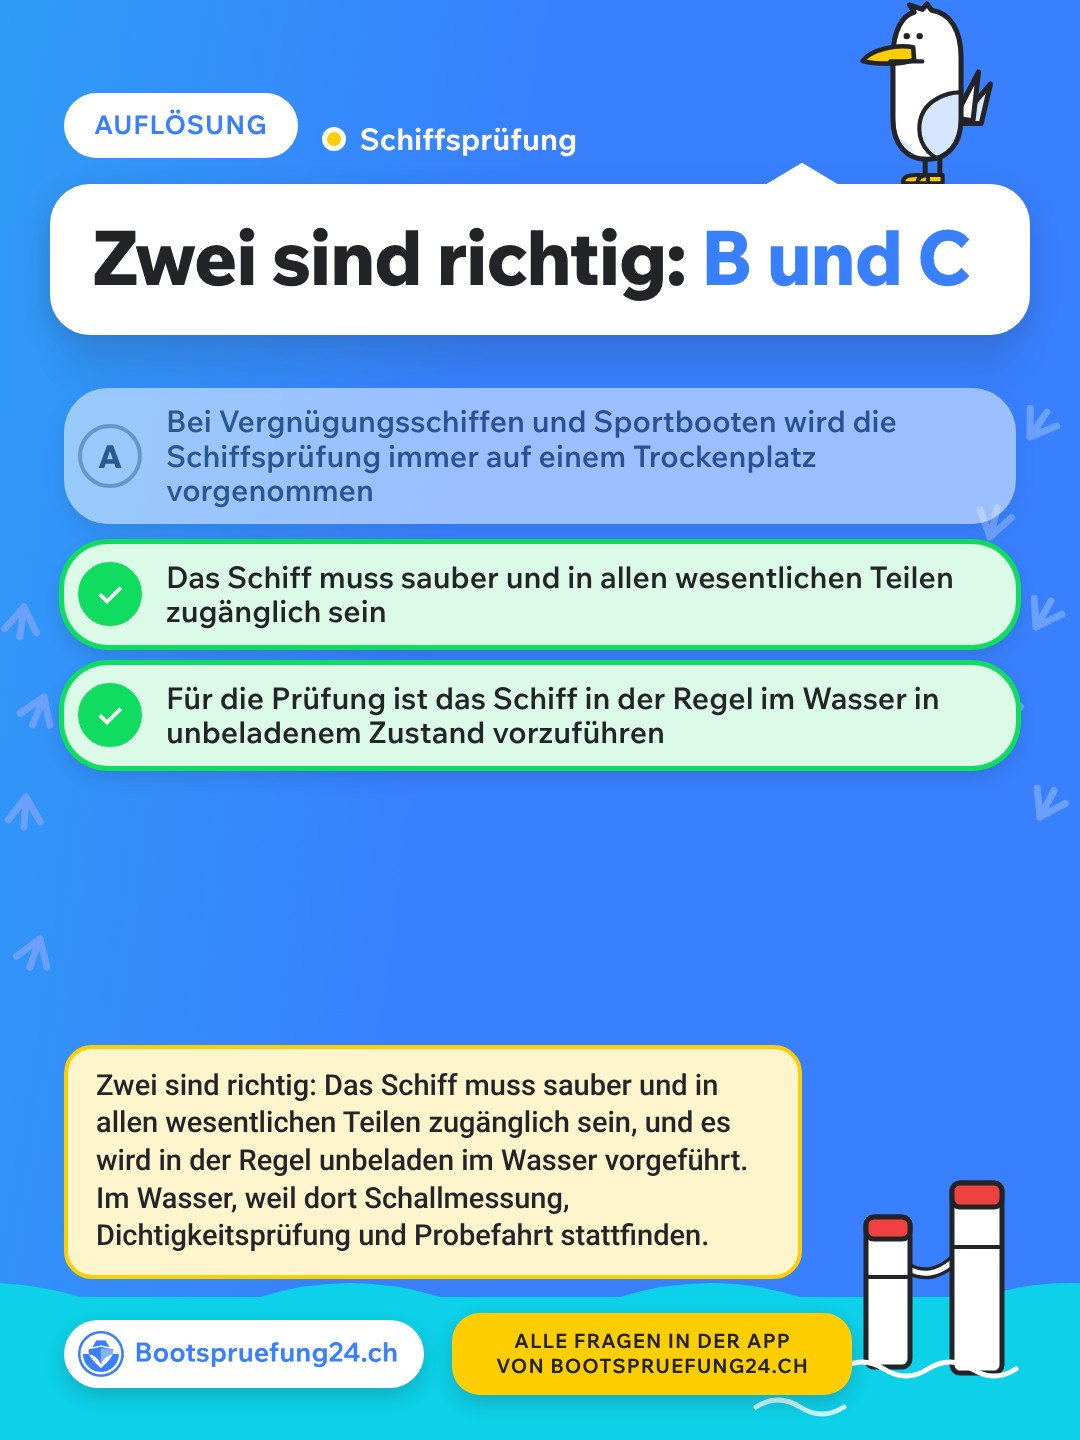 AUFLÖSUNG
Schiffsprüfung
Zwei sind richtig: B und C
A
Bei Vergnügungsschiffen und Sportbooten wird die
Schiffsprüfung immer auf einem Trockenplatz
vorgenommen
Das Schiff muss sauber und in allen wesentlichen Teilen
zugänglich sein
Für die Prüfung ist das Schiff in der Regel im Wasser in
unbeladenem Zustand vorzuführen
Zwei sind richtig: Das Schiff muss sauber und in
allen wesentlichen Teilen zugänglich sein, und es
wird in der Regel unbeladen im Wasser vorgeführt.
Im Wasser, weil dort Schallmessung,
Dichtigkeitsprüfung und Probefahrt stattfinden.
Bootspruefung24.ch
ALLE FRAGEN IN DER APP
VON BOOTSPRUEFUNG24.CH